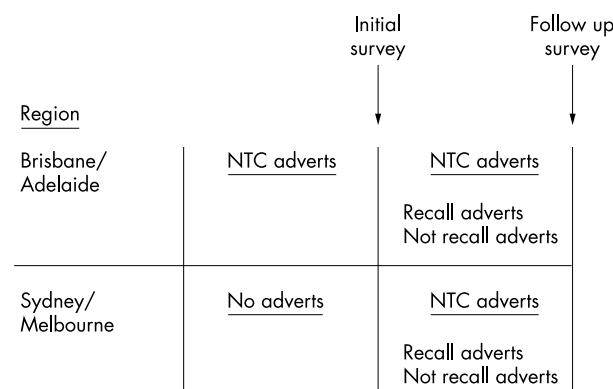 Initial
survey
Follow up
survey
Region
Brisbane/
Adelaide
NTC adverts
NTC adverts
Recall adverts
Not recall adverts
Sydney/
Melbourne
No adverts
NTC adverts
Recall adverts
Not recall adverts